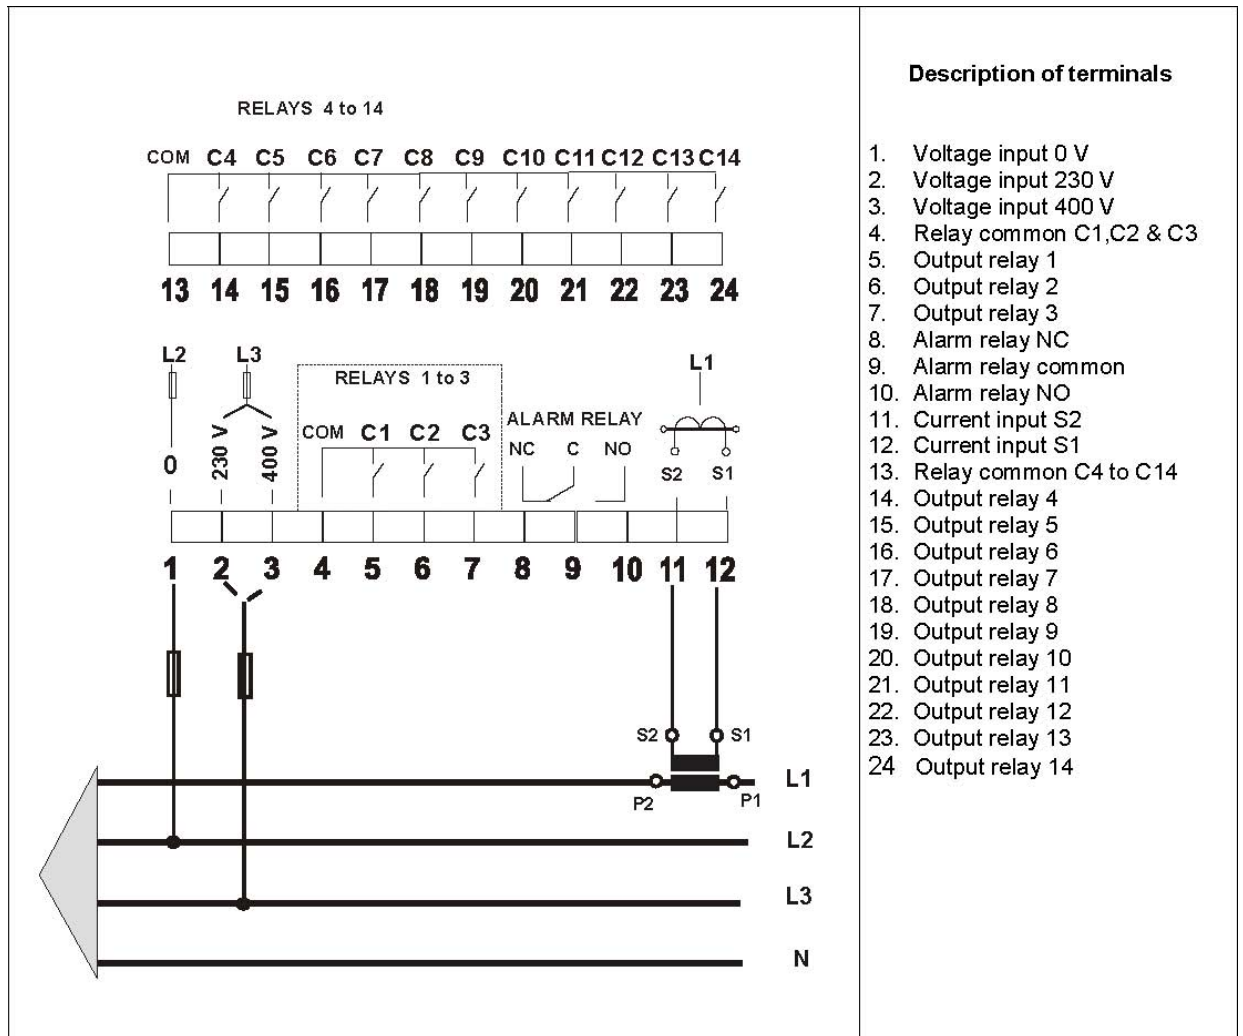 RELAYS 4 to 14
COM C4 C5 C6 C7 C8 C9 C10 C11 C12 C13 C14
13 14 15 16 17 18 19 20 21 22 23 24
L2 L3 L1
RELAYS 1 to 3
ALARM RELAY
COM C1 C2 C3
NC C NO
0 230 V 400 V
S2 S1
1 2 3 4 5 6 7 8 9 10 11 12
S2 S1
L1
P2 P1
L2
L3
N
Description of terminals
1. Voltage input 0 V
2. Voltage input 230 V
3. Voltage input 400 V
4. Relay common C1,C2 & C3
5. Output relay 1
6. Output relay 2
7. Output relay 3
8. Alarm relay NC
9. Alarm relay common
10. Alarm relay NO
11. Current input S2
12. Current input S1
13. Relay common C4 to C14
14. Output relay 4
15. Output relay 5
16. Output relay 6
17. Output relay 7
18. Output relay 8
19. Output relay 9
20. Output relay 10
21. Output relay 11
22. Output relay 12
23. Output relay 13
24 Output relay 14